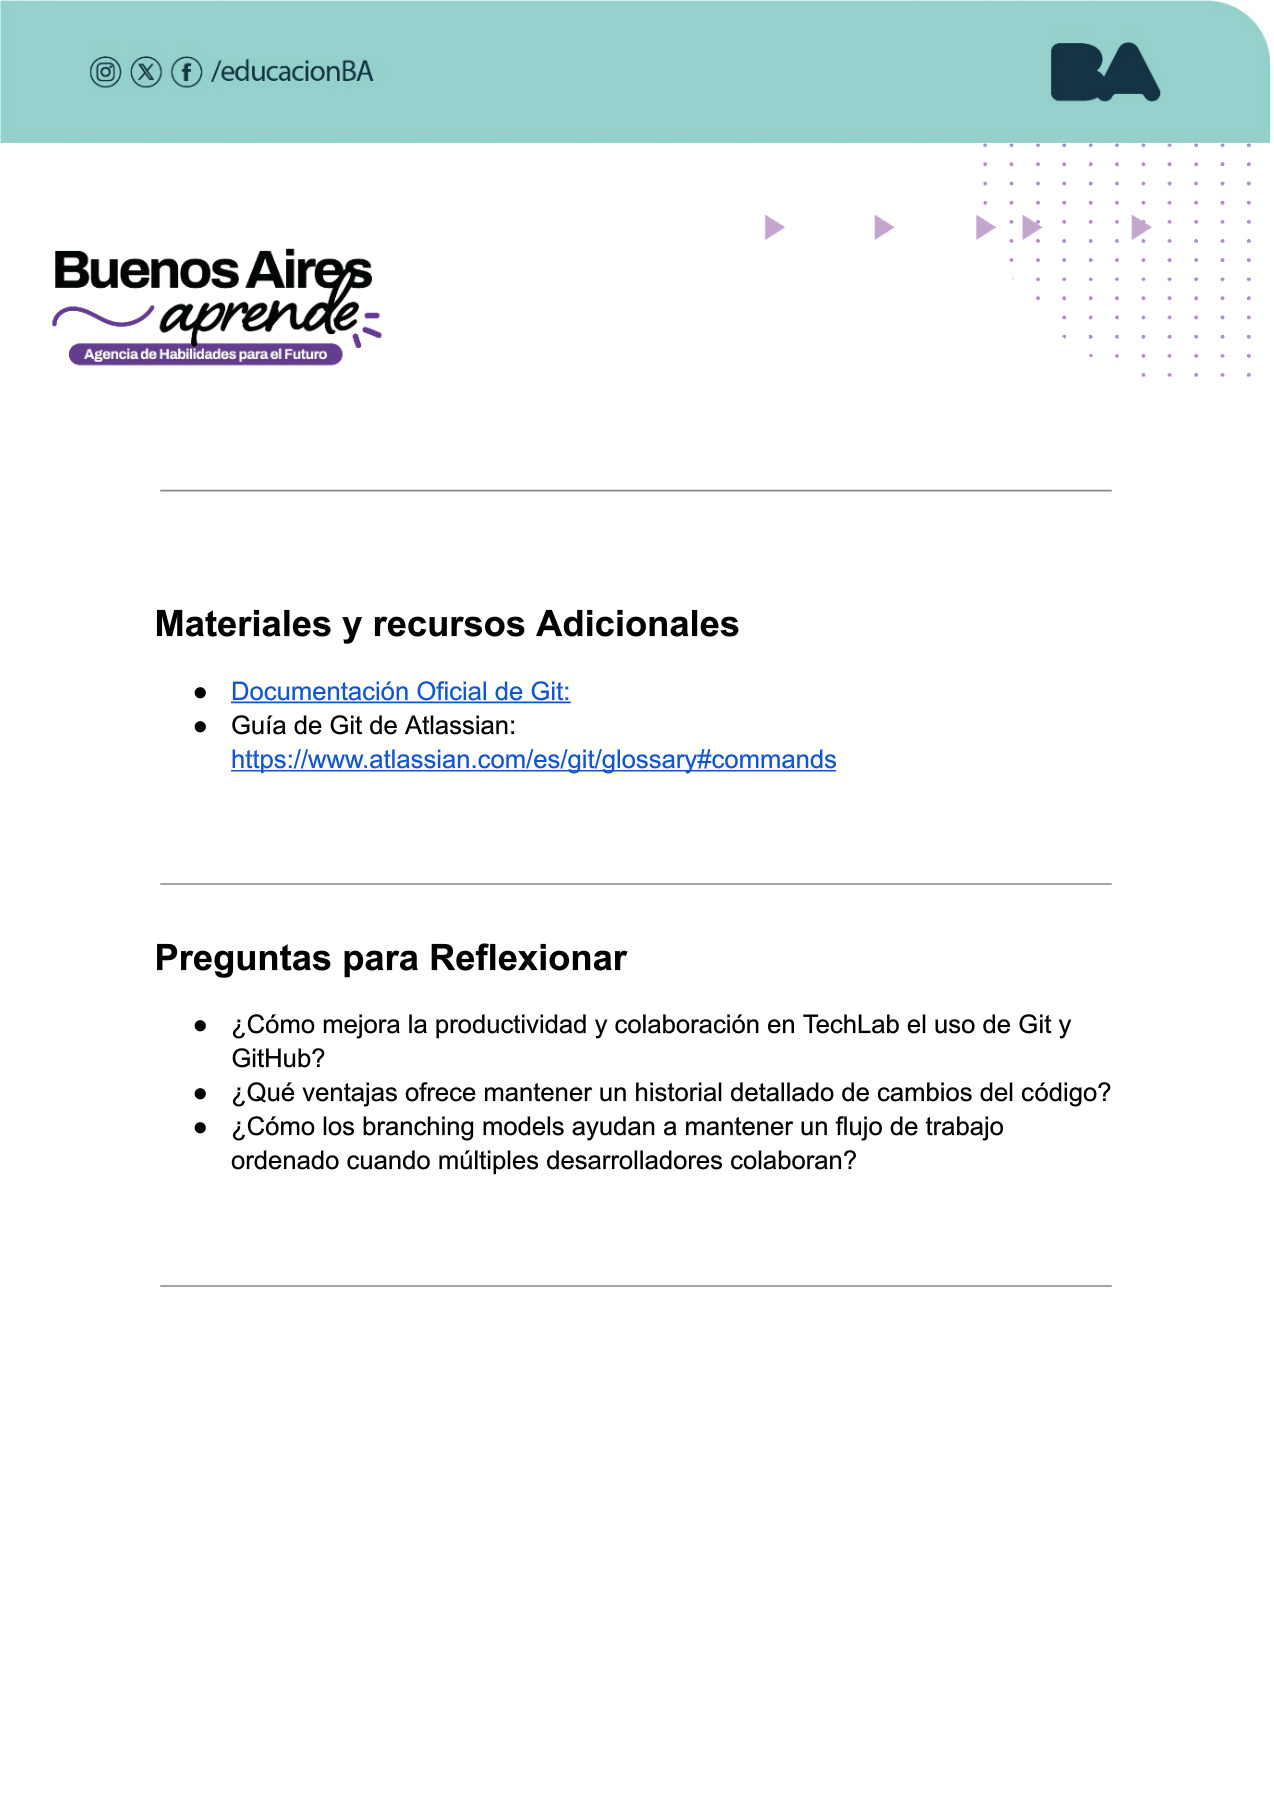 /educacionBA
BA
Buenos Aires
aprende
Agencia de Habilidades para el Futuro
Materiales y recursos Adicionales
● Documentación Oficial de Git:
● Guía de Git de Atlassian:
https://www.atlassian.com/es/git/glossary#commands
Preguntas para Reflexionar
● ¿Cómo mejora la productividad y colaboración en TechLab el uso de Git y
GitHub?
● ¿Qué ventajas ofrece mantener un historial detallado de cambios del código?
● ¿Cómo los branching models ayudan a mantener un flujo de trabajo
ordenado cuando múltiples desarrolladores colaboran?